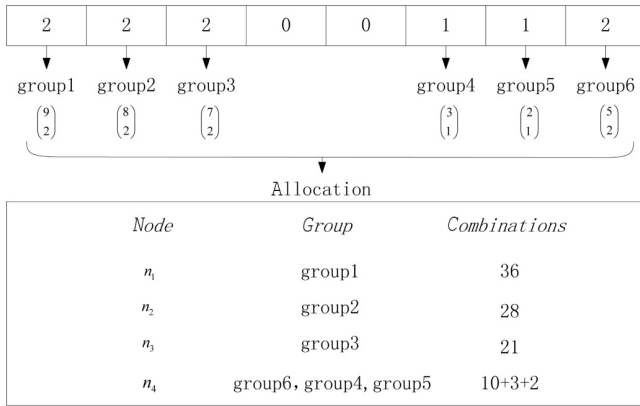 2 2 2 0 0 1 1 2
group1 group2 group3 group4 group5 group6
(9 2) (8 2) (7 2) (3 1) (2 1) (5 2)
Allocation
Node Group Combinations
n1 group1 36
n2 group2 28
n3 group3 21
n4 group6, group4, group5 10+3+2